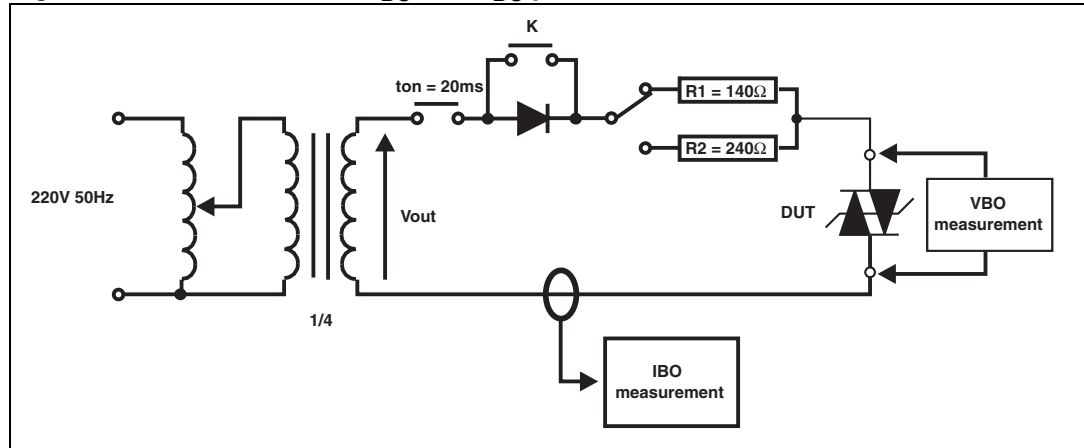 K
ton = 20ms
R1 = 140Ω
R2 = 240Ω
220V 50Hz
Vout
DUT
VBO
measurement
1/4
IBO
measurement